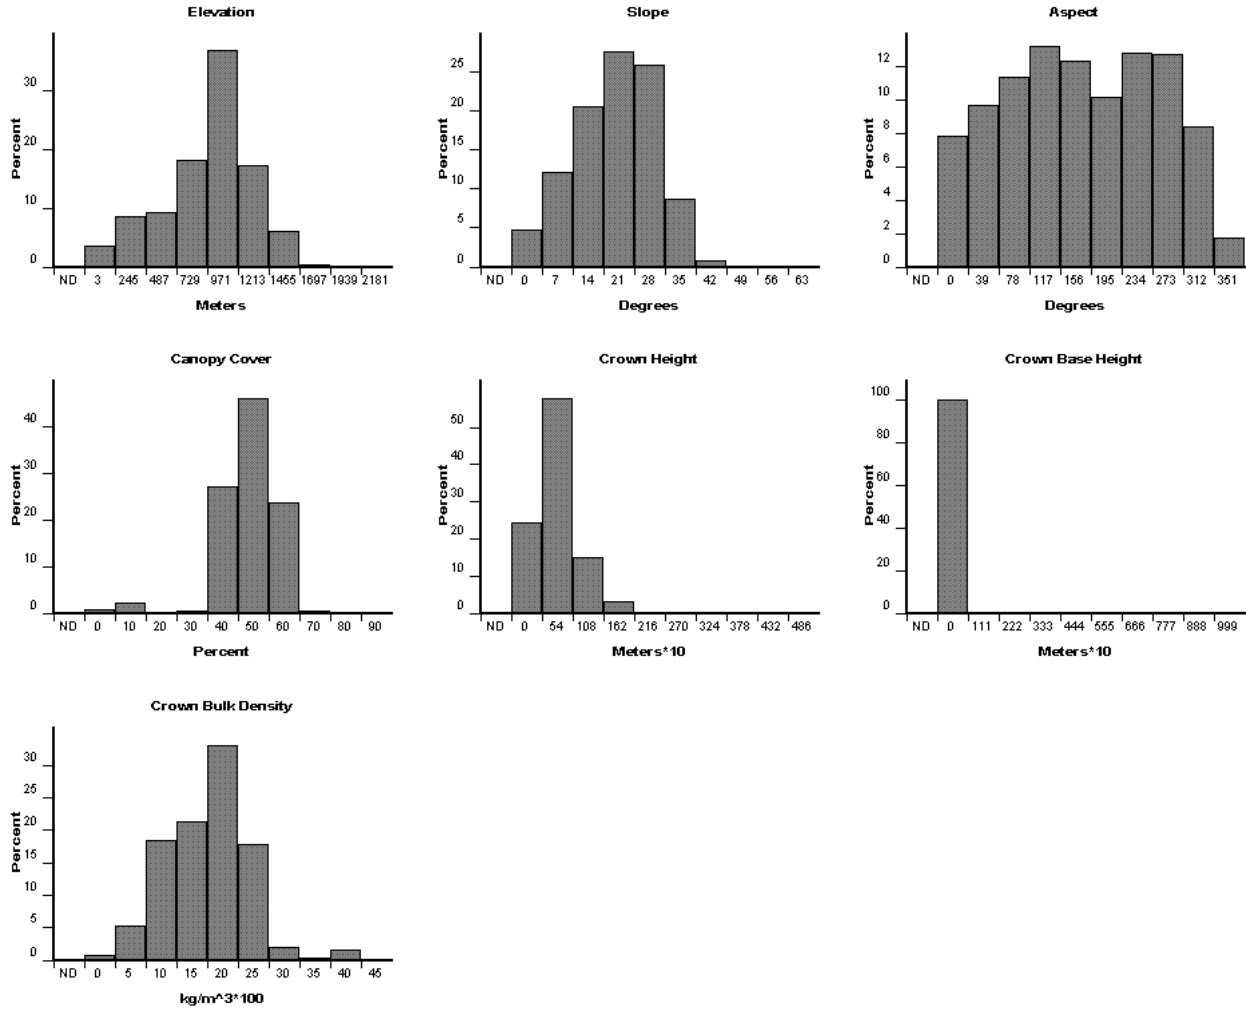 Elevation
Percent
30
20
10
0
ND 3 245 487 729 971 1213 1455 1697 1939 2181
Meters
Slope
Percent
25
20
15
10
5
0
ND 0 7 14 21 28 35 42 49 56 63
Degrees
Aspect
Percent
12
10
8
6
4
2
0
ND 0 39 78 117 156 195 234 273 312 351
Degrees
Canopy Cover
Percent
40
30
20
10
0
ND 0 10 20 30 40 50 60 70 80 90
Percent
Crown Height
Percent
50
40
30
20
10
0
ND 0 54 108 162 216 270 324 378 432 486
Meters*10
Crown Base Height
Percent
100
80
60
40
20
0
ND 0 111 222 333 444 555 666 777 888 999
Meters*10
Crown Bulk Density
Percent
30
25
20
15
10
5
0
ND 0 5 10 15 20 25 30 35 40 45
kg/m^3*100